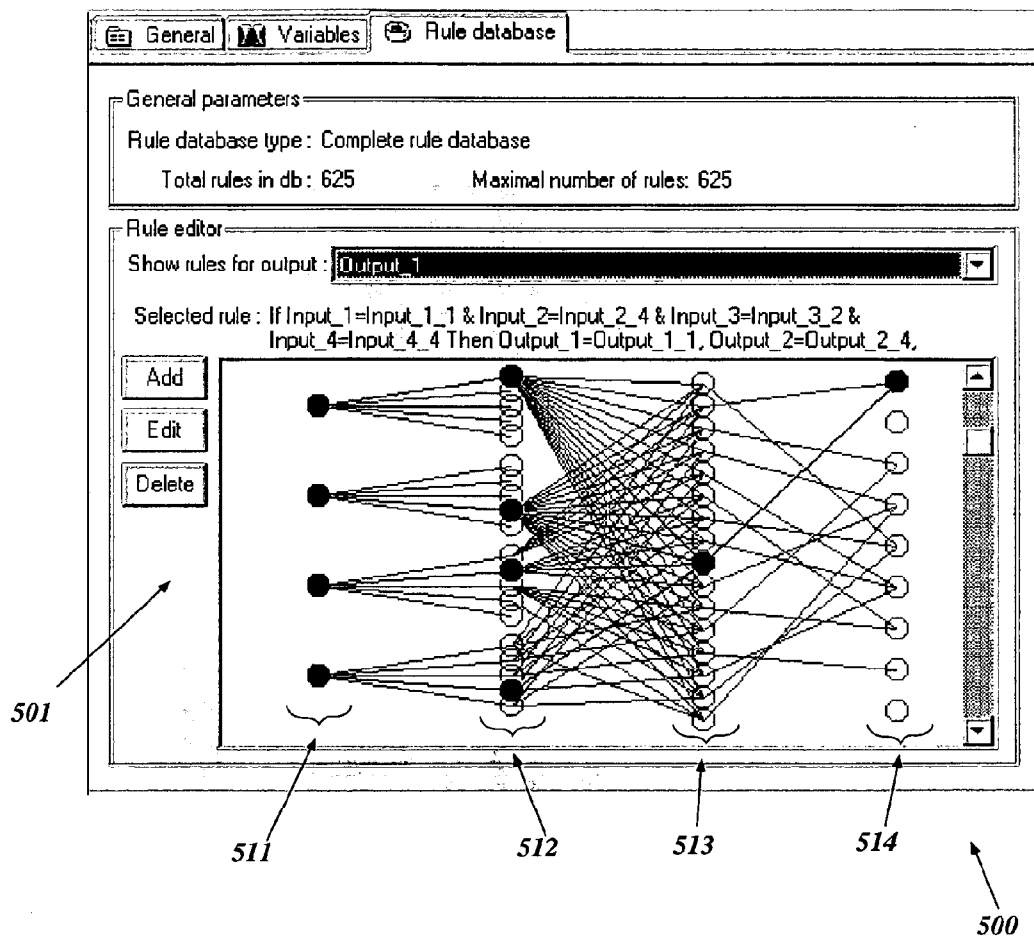 General Variables Rule database
General parameters
Rule database type : Complete rule database
Total rules in db : 625 Maximal number of rules: 625
Rule editor
Show rules for output : Output_1
Selected rule : If Input_1=Input_1_1 & Input_2=Input_2_4 & Input_3=Input_3_2 &
Input_4=Input_4_4 Then Output_1=Output_1_1, Output_2=Output_2_4,
Add
Edit
Delete
501
511 512 513 514
500